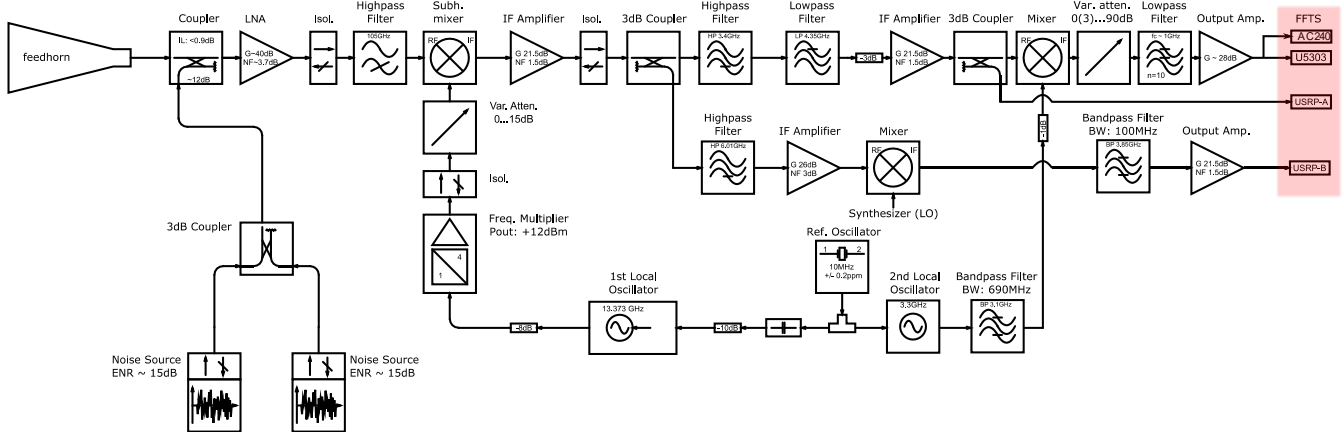 Coupler
LNA
Isol.
Highpass
Filter
Subh.
mixer
IF Amplifier
Isol.
3dB Coupler
Highpass
Filter
Lowpass
Filter
IF Amplifier
3dB Coupler
Mixer
Var. atten.
0(3)...90dB
Lowpass
Filter
Output Amp.
FFTS
feedhorn
IL: <0.9dB
~12dB
G~40dB
NF~3.7dB
105GHz
RF
IF
G 21.5dB
NF 1.5dB
HP 3.4GHz
LP 4.35GHz
-3dB
G 21.5dB
NF 1.5dB
RF
IF
fc ~ 1GHz
n=10
G ~ 28dB
AC240
U5303
USRP-A
Var. Atten.
0...15dB
-1dB
Highpass
Filter
IF Amplifier
Mixer
Bandpass Filter
BW: 100MHz
Output Amp.
HP 6.01GHz
G 26dB
NF 3dB
RF
IF
BP 3,85GHz
G 21.5dB
NF 1.5dB
USRP-B
Isol.
Synthesizer (LO)
3dB Coupler
Freq. Multiplier
Pout: +12dBm
4
1
Ref. Oscillator
1
2
10MHz
+/- 0.2ppm
1st Local
Oscillator
2nd Local
Oscillator
Bandpass Filter
BW: 690MHz
13.373 GHz
3,3GHz
BP 3,1GHz
-8dB
-10dB
Noise Source
ENR ~ 15dB
Noise Source
ENR ~ 15dB